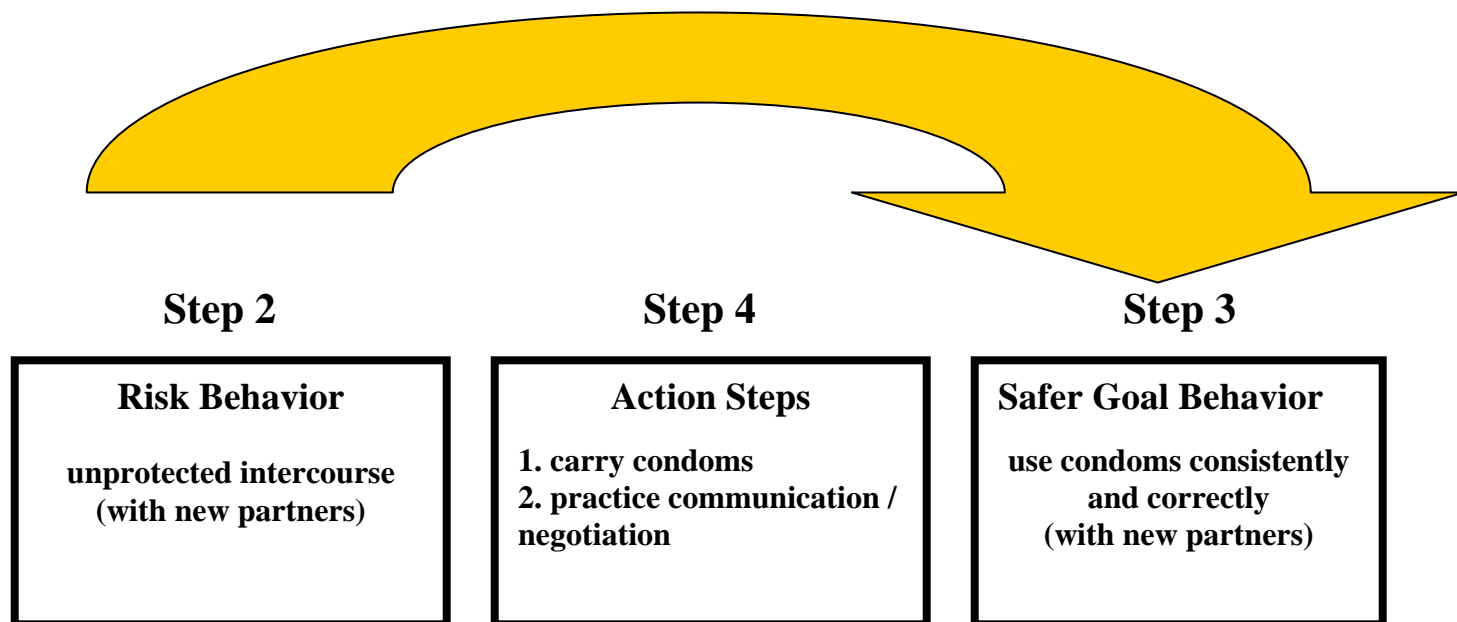 Step 2
Step 4
Step 3
Risk Behavior
unprotected intercourse
(with new partners)
Action Steps
1. carry condoms
2. practice communication /
negotiation
Safer Goal Behavior
use condoms consistently
and correctly
(with new partners)